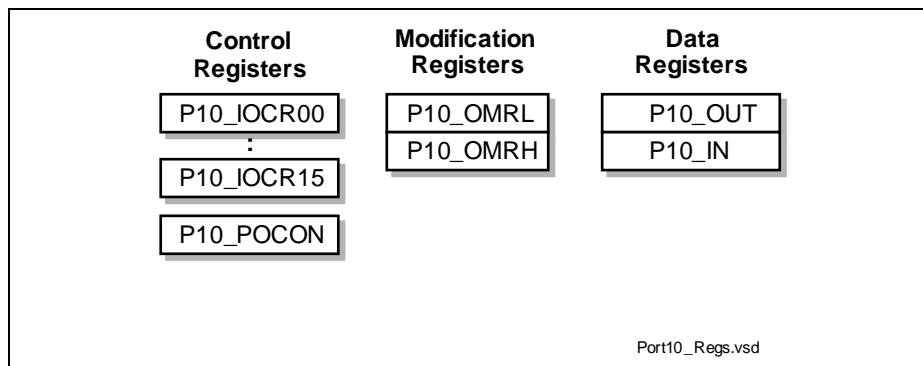 Control Registers
P10_IOCR00
:
P10_IOCR15
P10_POCON
Modification Registers
P10_OMRL
P10_OMRH
Data Registers
P10_OUT
P10_IN
Port10_Regs.vsd